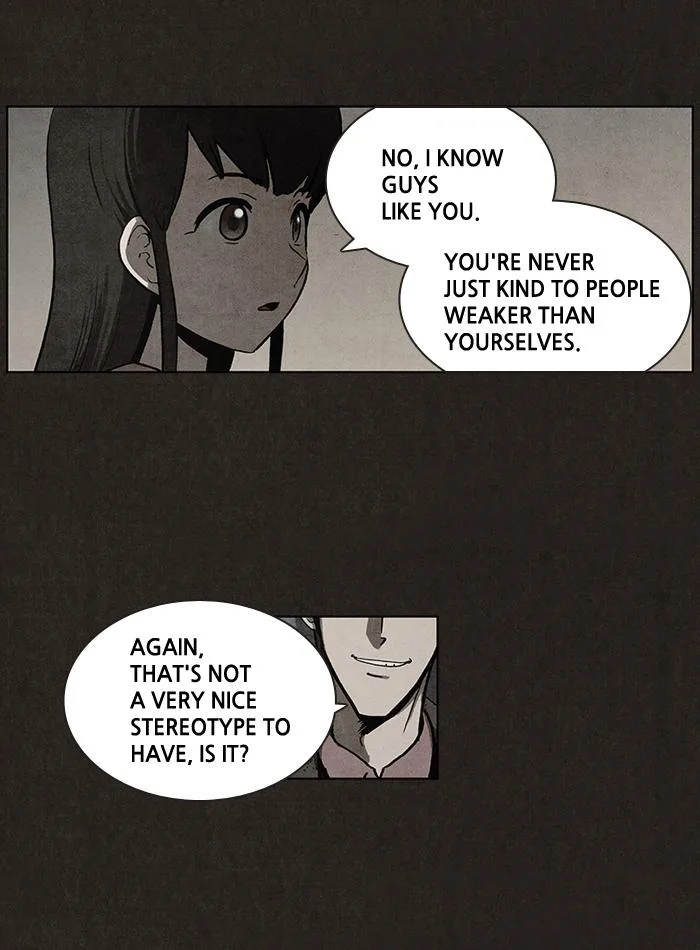 NO, I KNOW
GUYS
LIKE YOU.
YOU'RE NEVER
JUST KIND TO PEOPLE
WEAKER THAN
YOURSELVES.
AGAIN,
THAT'S NOT
A VERY NICE
STEREOTYPE TO
HAVE, IS IT?